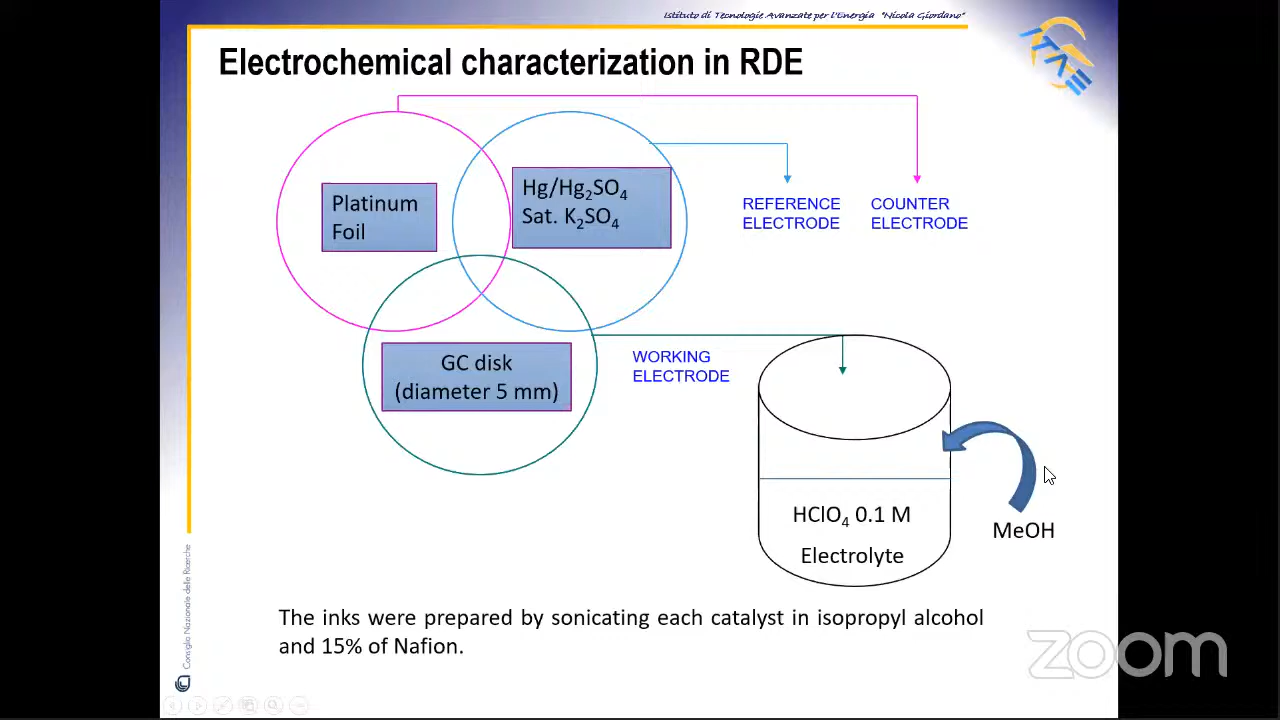 Istituto di Tecnologie Avanzate per l'Energia "Nicola Giordano"
ITAE
Electrochemical characterization in RDE
Platinum
Foil
Hg/Hg₂SO₄
Sat. K₂SO₄
REFERENCE
ELECTRODE
COUNTER
ELECTRODE
GC disk
(diameter 5 mm)
WORKING
ELECTRODE
HClO₄ 0.1 M
Electrolyte
MeOH
The inks were prepared by sonicating each catalyst in isopropyl alcohol
and 15% of Nafion.
Consiglio Nazionale delle Ricerche
zoom